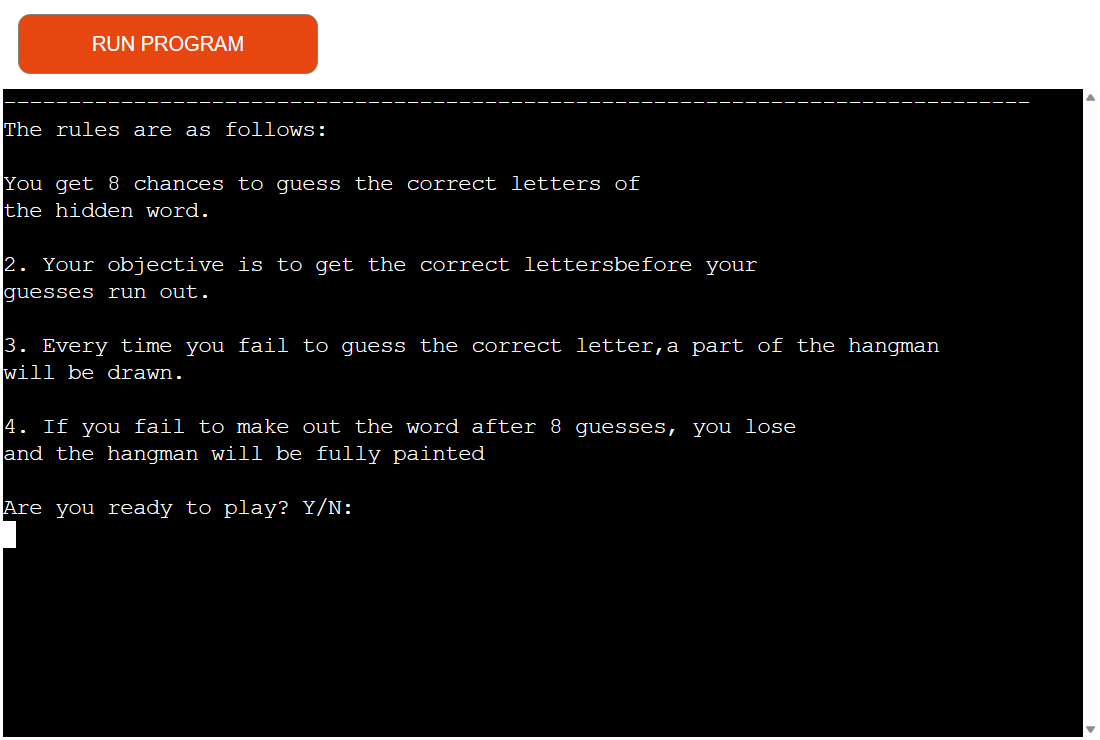 RUN PROGRAM
-------------------------------------------------------------------------------
The rules are as follows:
You get 8 chances to guess the correct letters of
the hidden word.
2. Your objective is to get the correct lettersbefore your
guesses run out.
3. Every time you fail to guess the correct letter,a part of the hangman
will be drawn.
4. If you fail to make out the word after 8 guesses, you lose
and the hangman will be fully painted
Are you ready to play? Y/N: